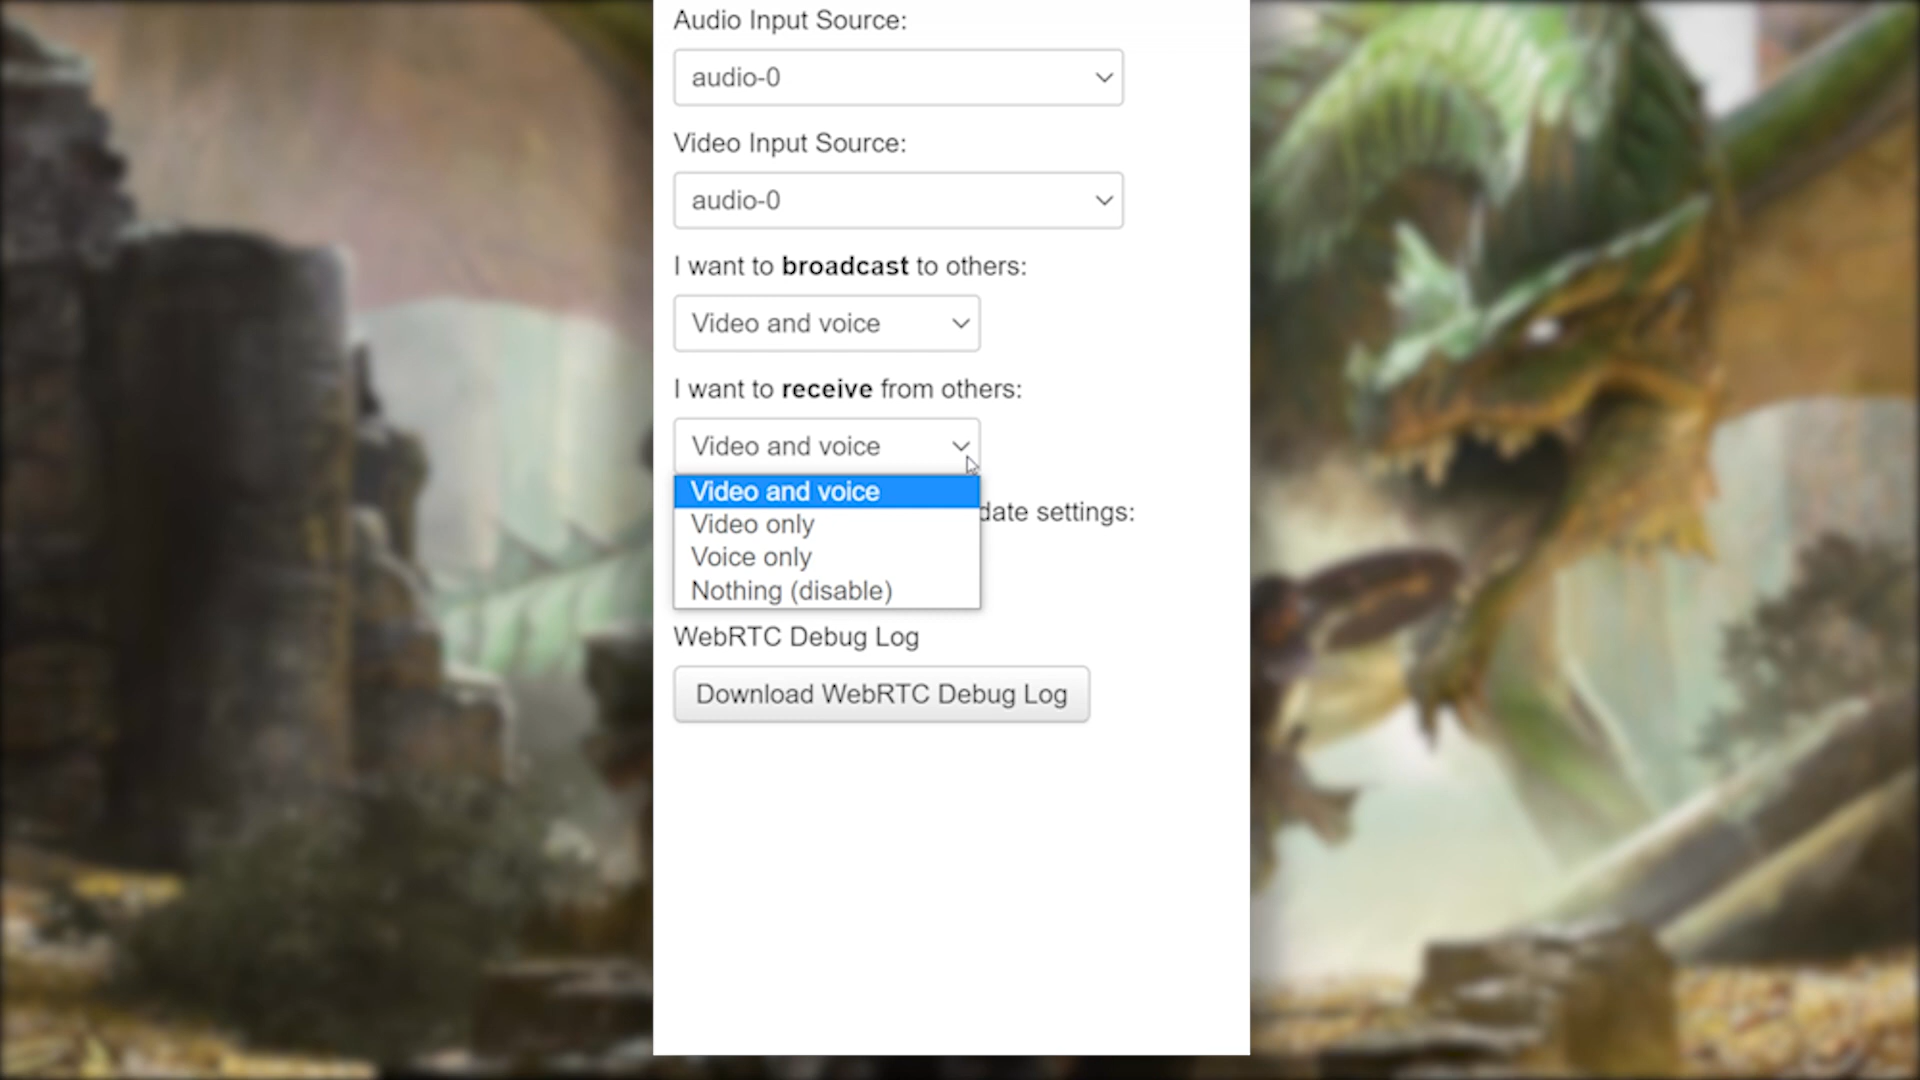 Audio Input Source:
audio-0
Video Input Source:
audio-0
I want to broadcast to others:
Video and voice
I want to receive from others:
Video and voice
Video and voice
date settings:
Video only
Voice only
Nothing (disable)
WebRTC Debug Log
Download WebRTC Debug Log